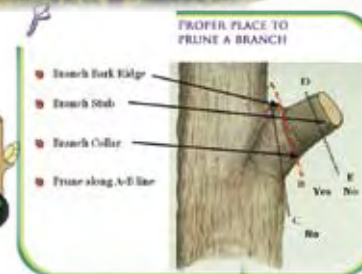 PROPER PLACE TO
PRUNE A BRANCH
Branch Bark Ridge
Branch Stub
Branch Collar
Prune along A-B line
D
E
B
Yes
No
C
No